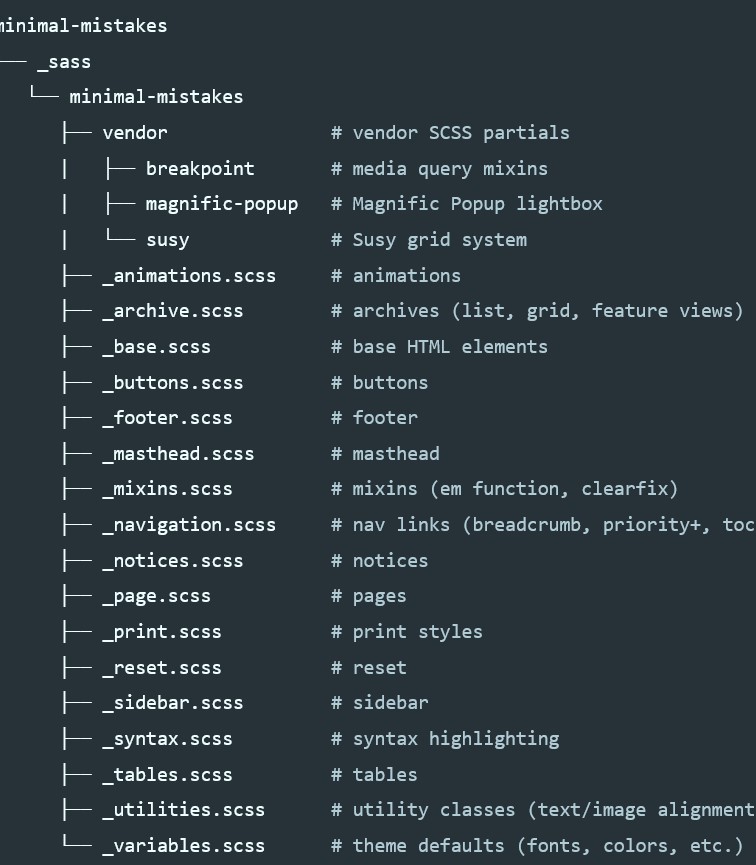 minimal-mistakes
── _sass
└── minimal-mistakes
├── vendor # vendor SCSS partials
| ├── breakpoint # media query mixins
| ├── magnific-popup # Magnific Popup lightbox
| └── susy # Susy grid system
├── _animations.scss # animations
├── _archive.scss # archives (list, grid, feature views)
├── _base.scss # base HTML elements
├── _buttons.scss # buttons
├── _footer.scss # footer
├── _masthead.scss # masthead
├── _mixins.scss # mixins (em function, clearfix)
├── _navigation.scss # nav links (breadcrumb, priority+, toc
├── _notices.scss # notices
├── _page.scss # pages
├── _print.scss # print styles
├── _reset.scss # reset
├── _sidebar.scss # sidebar
├── _syntax.scss # syntax highlighting
├── _tables.scss # tables
├── _utilities.scss # utility classes (text/image alignment
└── _variables.scss # theme defaults (fonts, colors, etc.)